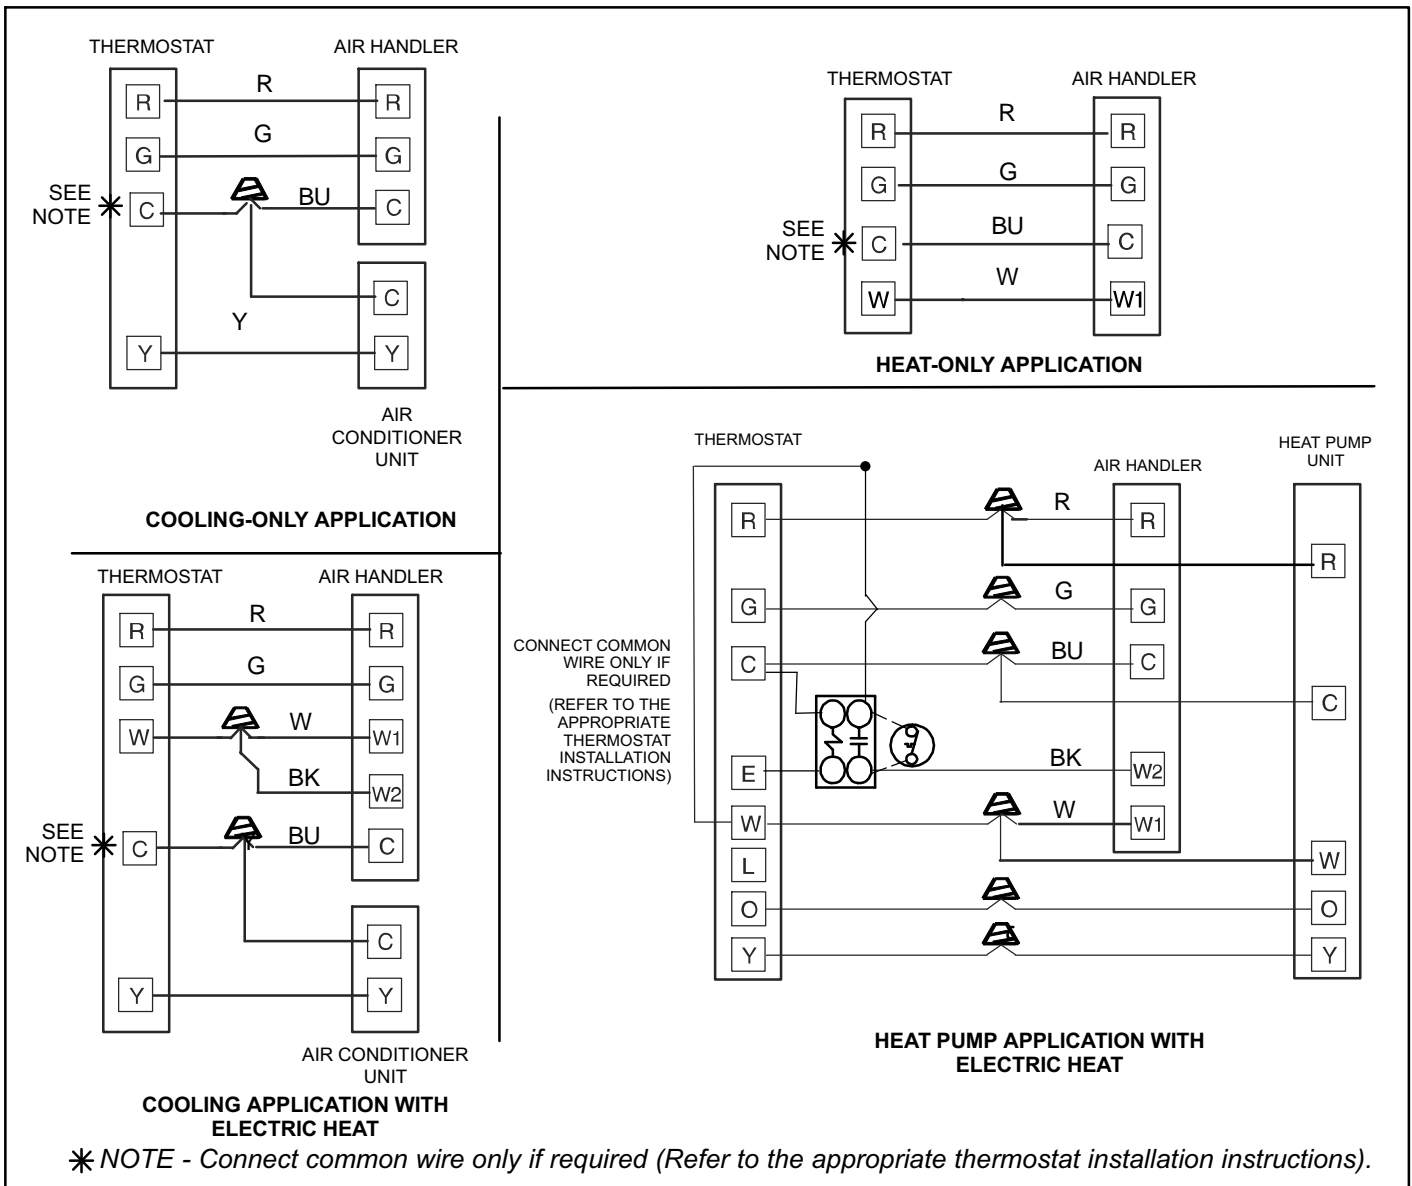 THERMOSTAT
AIR HANDLER
R
R
R
G
G
G
SEE
NOTE
C
BU
C
C
Y
Y
Y
AIR
CONDITIONER
UNIT
COOLING-ONLY APPLICATION
THERMOSTAT
AIR HANDLER
R
R
R
G
G
G
SEE
NOTE
C
BU
C
W
W
W1
HEAT-ONLY APPLICATION
THERMOSTAT
AIR HANDLER
R
R
R
G
G
G
W
W
W1
BK
W2
SEE
NOTE
C
BU
C
C
Y
Y
AIR CONDITIONER
UNIT
COOLING APPLICATION WITH
ELECTRIC HEAT
THERMOSTAT
AIR HANDLER
HEAT PUMP
UNIT
R
R
R
R
G
G
G
CONNECT COMMON
WIRE ONLY IF
REQUIRED
(REFER TO THE
APPROPRIATE
THERMOSTAT
INSTALLATION
INSTRUCTIONS)
C
BU
C
C
E
BK
W2
W
W
W1
W
L
O
O
Y
Y
HEAT PUMP APPLICATION WITH
ELECTRIC HEAT
NOTE - Connect common wire only if required (Refer to the appropriate thermostat installation instructions).